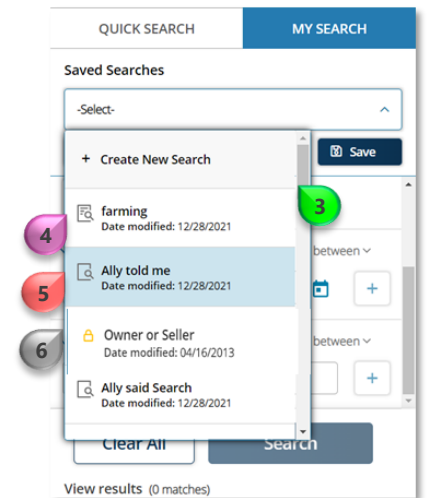 QUICK SEARCH MY SEARCH
Saved Searches
-Select-
+ Create New Search
Save
3
farming
Date modified: 12/28/2021
4
between
Ally told me
Date modified: 12/28/2021
5
+
Owner or Seller
Date modified: 04/16/2013
6
between
Ally said Search
Date modified: 12/28/2021
+
Clear All Search
View results (0 matches)